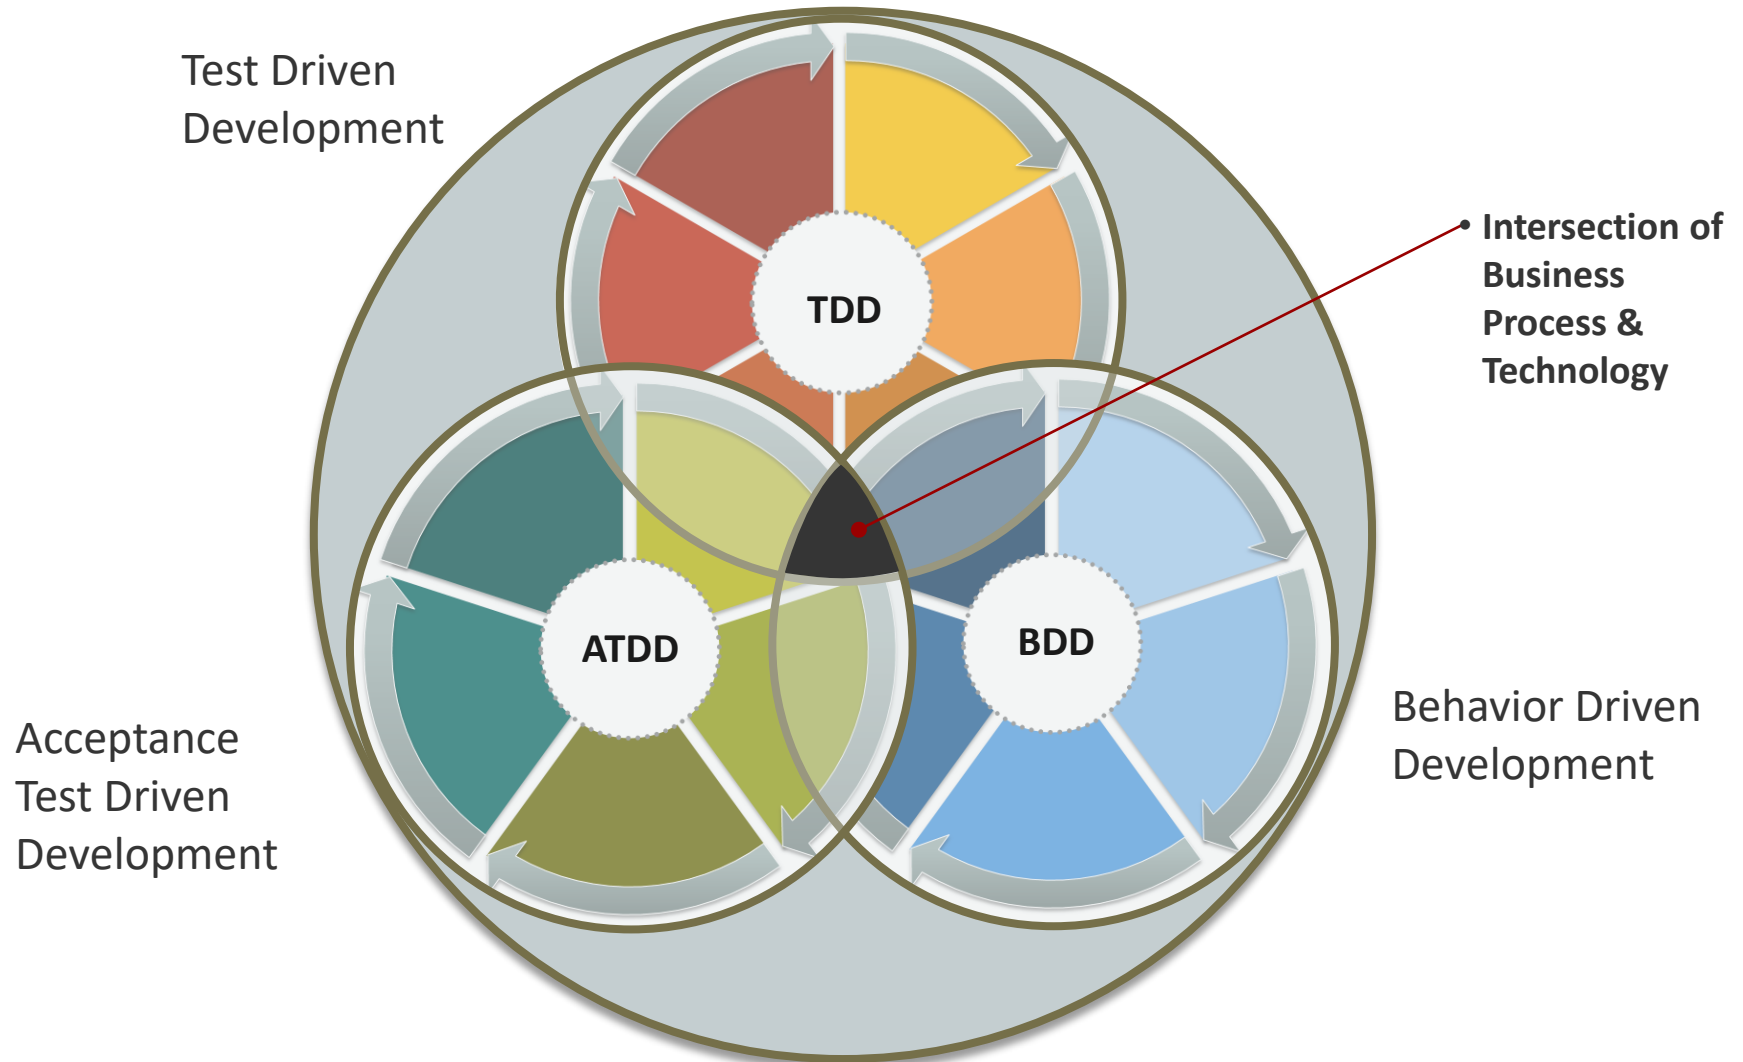 Test Driven
Development
TDD
Intersection of
Business
Process &
Technology
ATDD
BDD
Acceptance
Test Driven
Development
Behavior Driven
Development